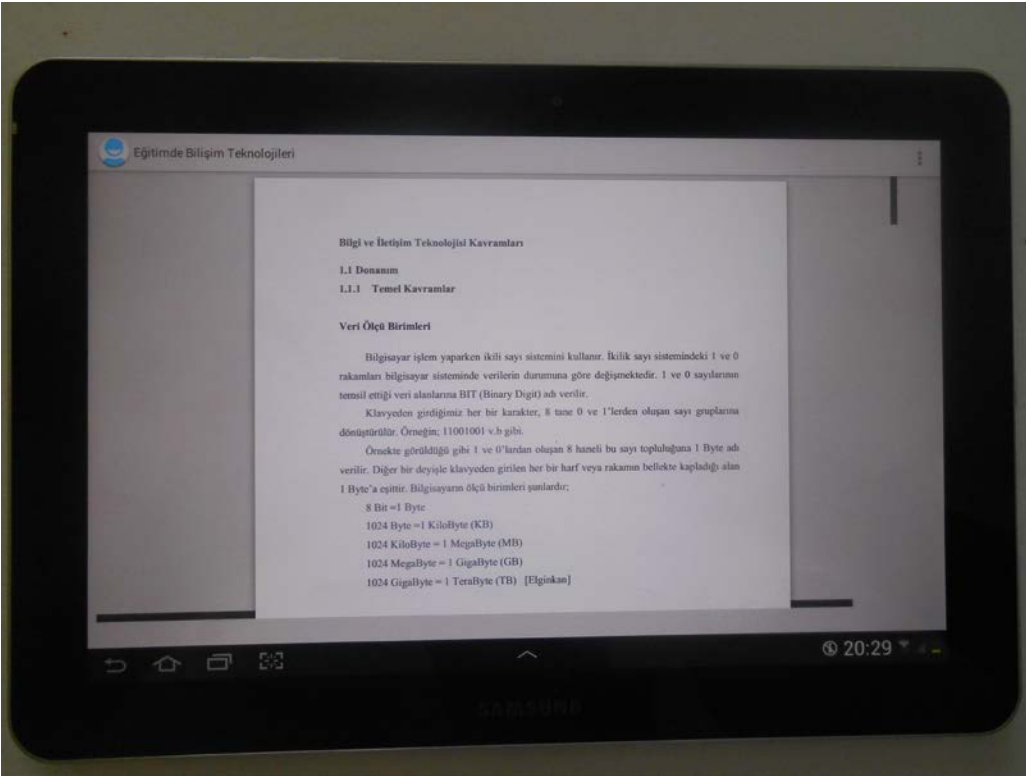 Eğitimde Bilişim Teknolojileri
Bilgi ve İletişim Teknolojisi Kavramları
1.1 Donanım
1.1.1 Temel Kavramlar
Veri Ölçü Birimleri
Bilgisayar işlem yaparken ikili sayı sistemini kullanır. İkilik sayı sistemindeki 1 ve 0
rakamları bilgisayar sisteminde verilerin durumuna göre değişmektedir. 1 ve 0 sayılarının
temsil ettiği veri alanlarına BIT (Binary Digit) adı verilir.
Klavyeden girdiğimiz her bir karakter, 8 tane 0 ve 1’lerden oluşan sayı gruplarına
dönüştürülür. Örneğin; 11001001 v.b gibi.
Örnekte görüldüğü gibi 1 ve 0’lardan oluşan 8 haneli bu sayı topluluğuna 1 Byte adı
verilir. Diğer bir deyişle klavyeden girilen her bir harf veya rakamın bellekte kapladığı alan
1 Byte’a eşittir. Bilgisayarın ölçü birimleri şunlardır;
8 Bit =1 Byte
1024 Byte =1 KiloByte (KB)
1024 KiloByte = 1 MegaByte (MB)
1024 MegaByte = 1 GigaByte (GB)
1024 GigaByte = 1 TeraByte (TB) [Elginkan]
20:29
SAMSUNG